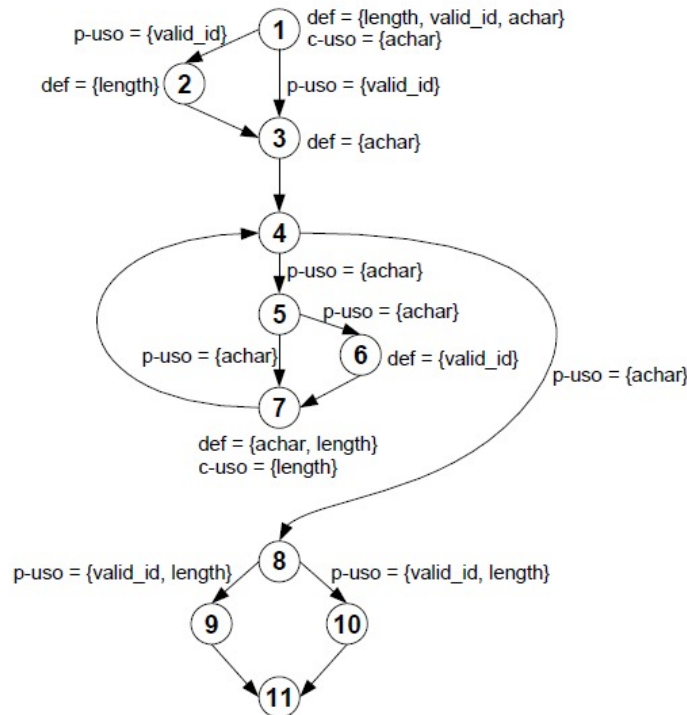 1
def = {length, valid_id, achar}
c-uso = {achar}
p-uso = {valid_id}
def = {length}
2
p-uso = {valid_id}
3
def = {achar}
4
p-uso = {achar}
5
p-uso = {achar}
p-uso = {achar}
6
def = {valid_id}
p-uso = {achar}
7
def = {achar, length}
c-uso = {length}
8
p-uso = {valid_id, length}
p-uso = {valid_id, length}
9
10
11